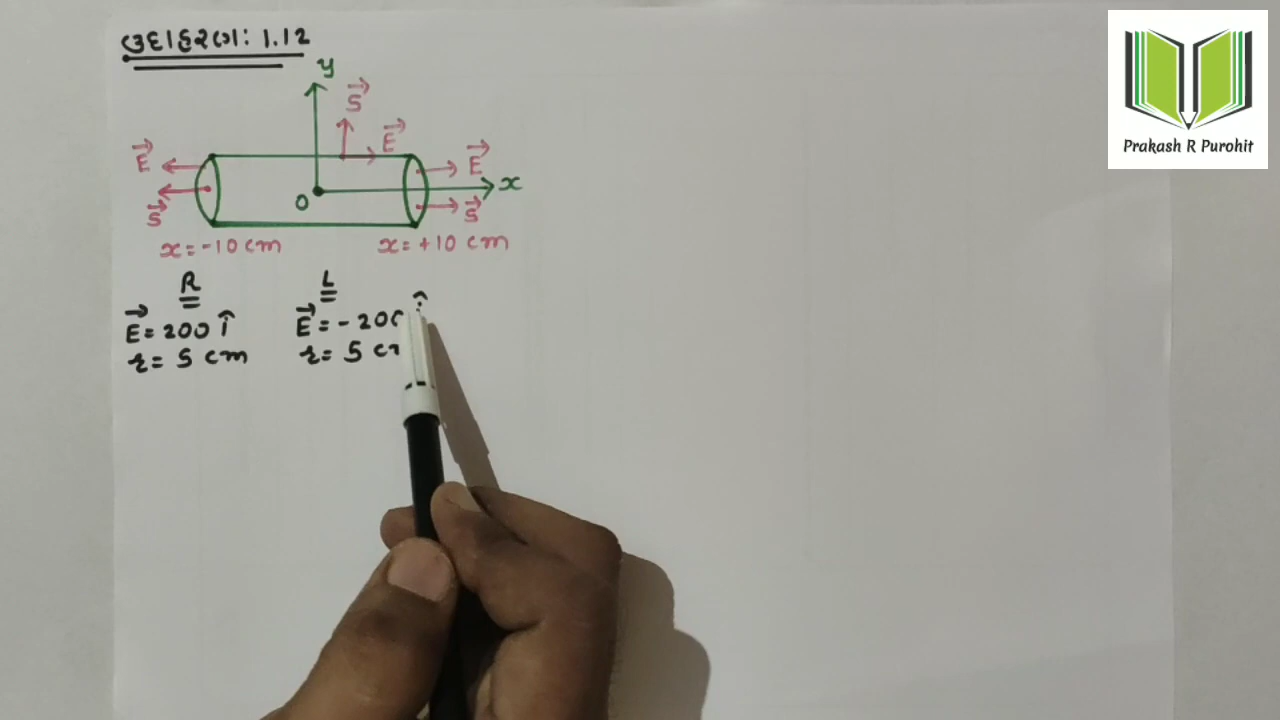 ઉદાહરણ: 1.12
y
S
E
E
E
S
S
O
x
x = -10 cm
x = +10 cm
R
L
E = 200 î
E = - 200 î
r = 5 cm
r = 5
Prakash R Purohit